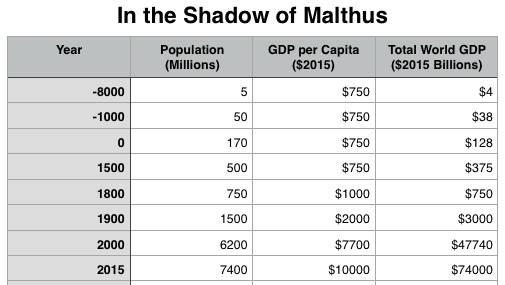 In the Shadow of Malthus
Year Population (Millions) GDP per Capita ($2015) Total World GDP ($2015 Billions)
-8000 5 $750 $4
-1000 50 $750 $38
0 170 $750 $128
1500 500 $750 $375
1800 750 $1000 $750
1900 1500 $2000 $3000
2000 6200 $7700 $47740
2015 7400 $10000 $74000